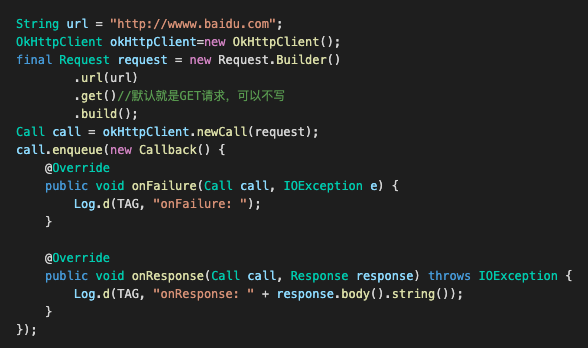 String url = "http://wwww.baidu.com";
OkHttpClient okHttpClient=new OkHttpClient();
final Request request = new Request.Builder()
        .url(url)
        .get()//默认就是GET请求，可以不写
        .build();
Call call = okHttpClient.newCall(request);
call.enqueue(new Callback() {
    @Override
    public void onFailure(Call call, IOException e) {
        Log.d(TAG, "onFailure: ");
    }

    @Override
    public void onResponse(Call call, Response response) throws IOException {
        Log.d(TAG, "onResponse: " + response.body().string());
    }
});